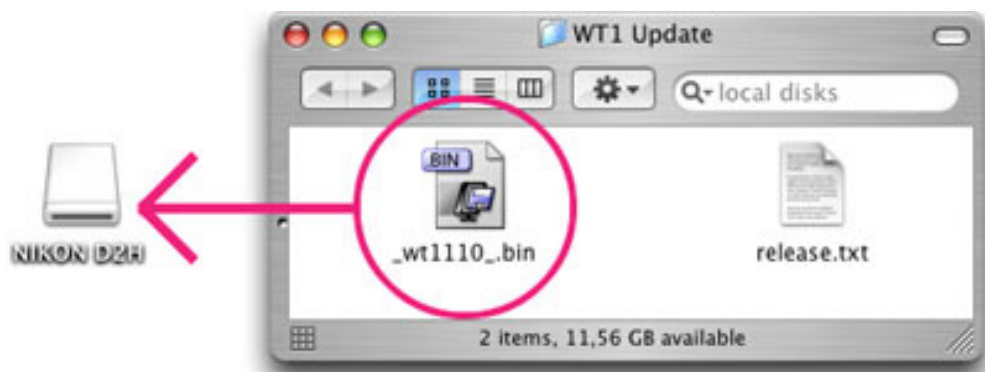 WT1 Update
local disks
BIN
_wt1110_.bin
release.txt
NIKON D2H
2 items, 11,56 GB available